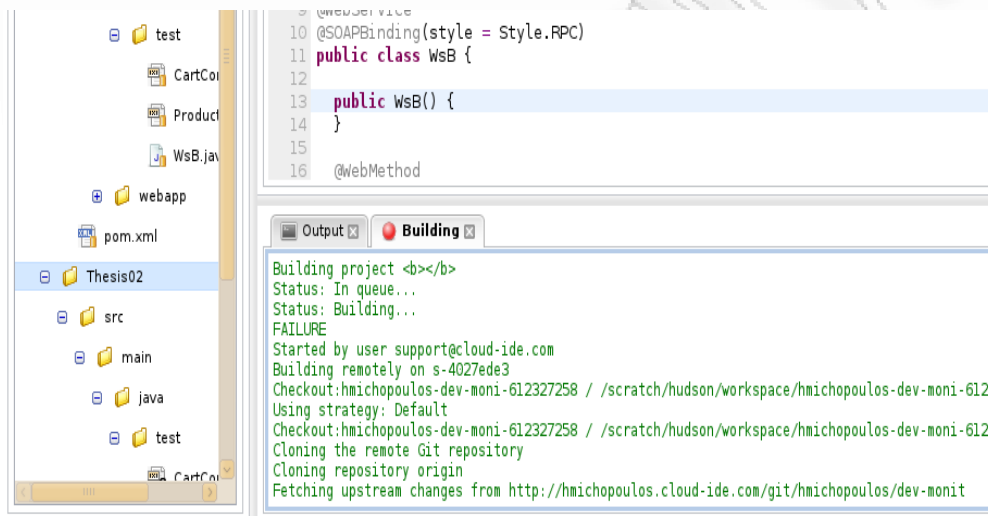 test
CartCo
Product
WsB.jav
webapp
pom.xml
Thesis02
src
main
java
test
CartCo
9 @WebService
10 @SOAPBinding(style = Style.RPC)
11 public class WsB {
12
13 public WsB() {
14 }
15
16 @WebMethod
Output
Building
Building project <b></b>
Status: In queue...
Status: Building...
FAILURE
Started by user support@cloud-ide.com
Building remotely on s-4027ede3
Checkout:hmichopoulos-dev-moni-612327258 / /scratch/hudson/workspace/hmichopoulos-dev-moni-612
Using strategy: Default
Checkout:hmichopoulos-dev-moni-612327258 / /scratch/hudson/workspace/hmichopoulos-dev-moni-612
Cloning the remote Git repository
Cloning repository origin
Fetching upstream changes from http://hmichopoulos.cloud-ide.com/git/hmichopoulos/dev-monit